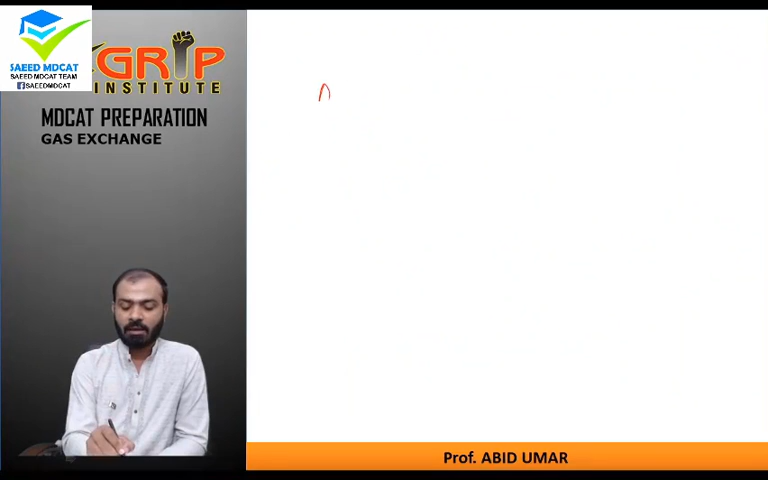 SAEED MDCAT
SAEED MDCAT TEAM
SAEEDMDCAT
GRIP
INSTITUTE
MDCAT PREPARATION
GAS EXCHANGE
Prof. ABID UMAR